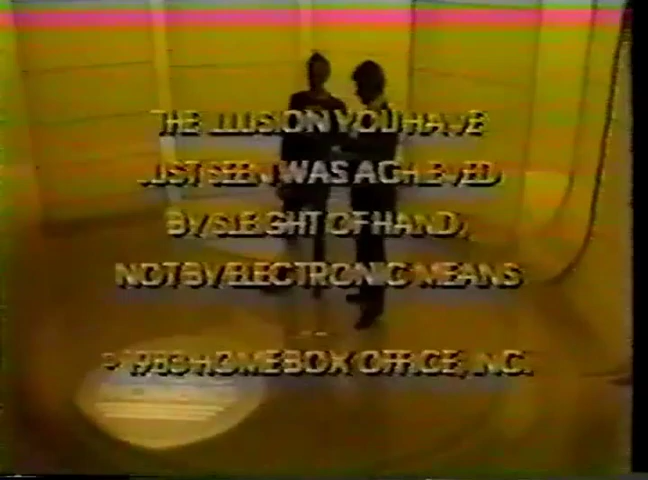 THE ILLUSION YOU HAVE
JUST SEEN WAS ACHIEVED
BY SLEIGHT OF HAND,
NOT BY ELECTRONIC MEANS
© 1983 HOME BOX OFFICE, INC.